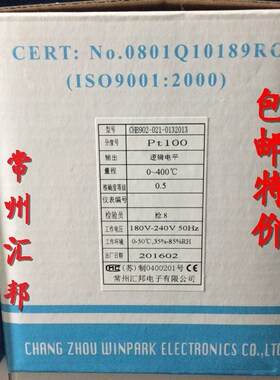 CERT: No.0801Q10189R0
(ISO9001:2000)
包邮特价
常州汇邦
型号 CHB902-021-0132013
分度号 Pt100
输出 逻辑电平
量程 0~400℃
准确度等级 0.5
仪表编号
检验员 检8
工作电压 180V-240V 50Hz
工作环境 0-50℃,35%-85%RH
出厂日期 201602
(苏)制0400201号
常州汇邦电子有限公司
CHANG ZHOU WINPARK ELECTRONICS CO.,LTD